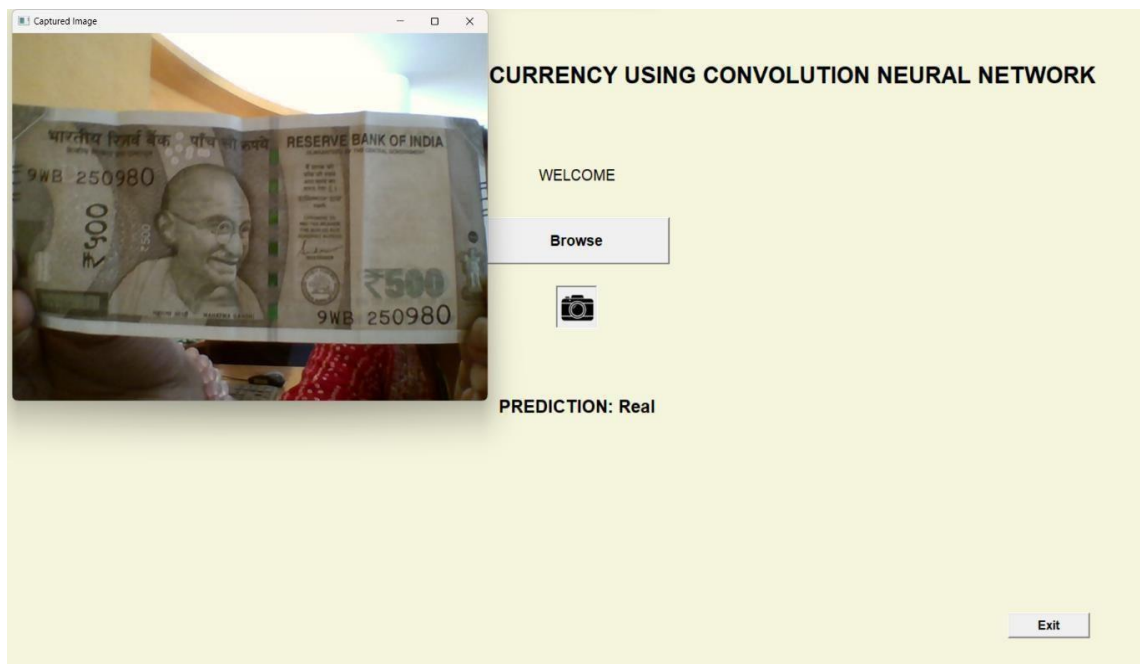 Captured Image
CURRENCY USING CONVOLUTION NEURAL NETWORK
भारतीय रिज़र्व बैंक पाँच सौ रुपये RESERVE BANK OF INDIA
9WB 250980
WELCOME
Browse
₹५००
₹500
₹500
9WB 250980
PREDICTION: Real
Exit